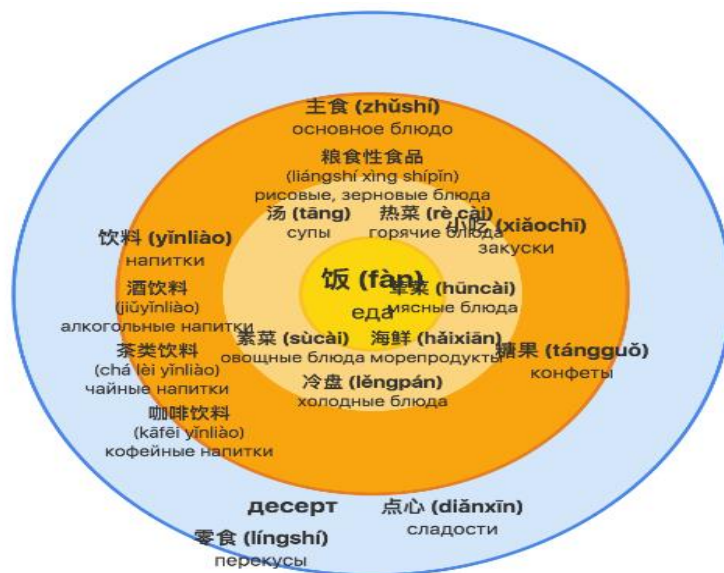 主食 (zhǔshí)
основное блюдо
粮食性食品
(liángshí xìng shípǐn)
рисовые, зерновые блюда
汤 (tāng)
супы
热菜 (rè cài)
горячие блюда
小吃 (xiǎochī)
закуски
饮料 (yǐnliào)
напитки
酒饮料
(jiǔyǐnliào)
алкогольные напитки
茶类饮料
(chá lèi yǐnliào)
чайные напитки
咖啡饮料
(kāfēi yǐnliào)
кофейные напитки
饭 (fàn)
еда
荤菜 (hūncài)
мясные блюда
素菜 (sùcài)
овощные блюда
海鲜 (hǎixiān)
морепродукты
糖果 (tángguǒ)
конфеты
冷盘 (lěngpán)
холодные блюда
десерт
点心 (diǎnxīn)
сладости
零食 (língshí)
перекусы